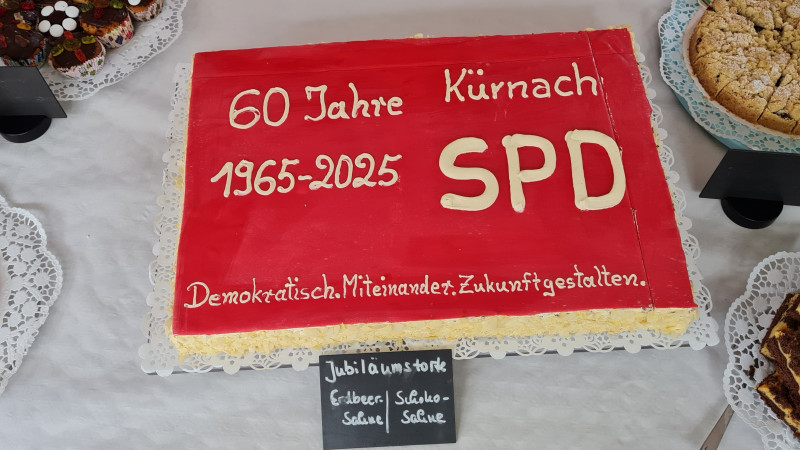 60 Jahre
1965-2025
Kürnach
SPD
Demokratisch. Miteinander. Zukunft gestalten.
Jubiläumstorte
Erdbeer- Sahne | Schoko- Sahne